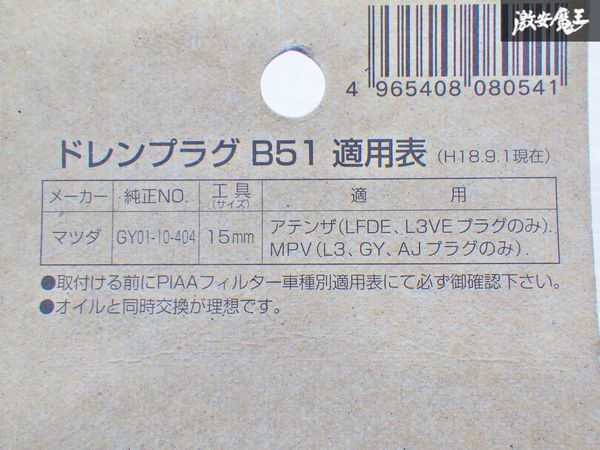 激安魔王
4 965408 080541
ドレンプラグ B51 適用表 (H18.9.1現在)
メーカー 純正NO. 工具(サイズ) 適用
マツダ GY01-10-404 15mm アテンザ(LFDE、L3VE プラグのみ).
MPV(L3、GY、AJプラグのみ).
●取付ける前にPIAAフィルター車種別適用表にて必ず御確認下さい。
●オイルと同時交換が理想です。